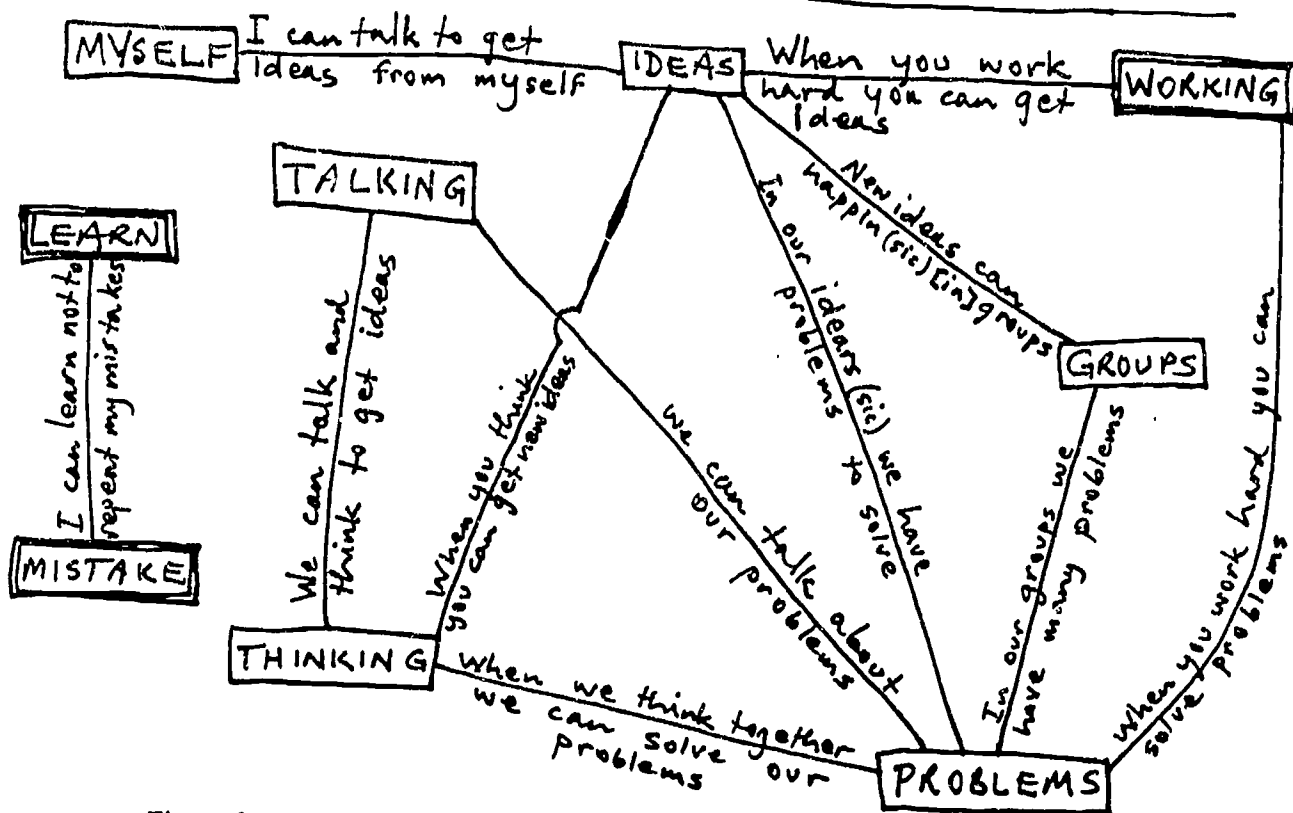 MYSELF
I can talk to get
ideas from myself
IDEAS
When you work
hard you can get
ideas
WORKING
TALKING
LEARN
I can learn not to
repeat my mistakes
MISTAKE
We can talk and
think to get ideas
When you think
you can get new ideas
We can talk about
our problems
In our idears (sic) we have
problems to solve
New ideas can
happin (sic) [in] groups
GROUPS
In our groups we
have many problems
When you work hard you can
solve problems
THINKING
When we think together
we can solve our
problems
PROBLEMS